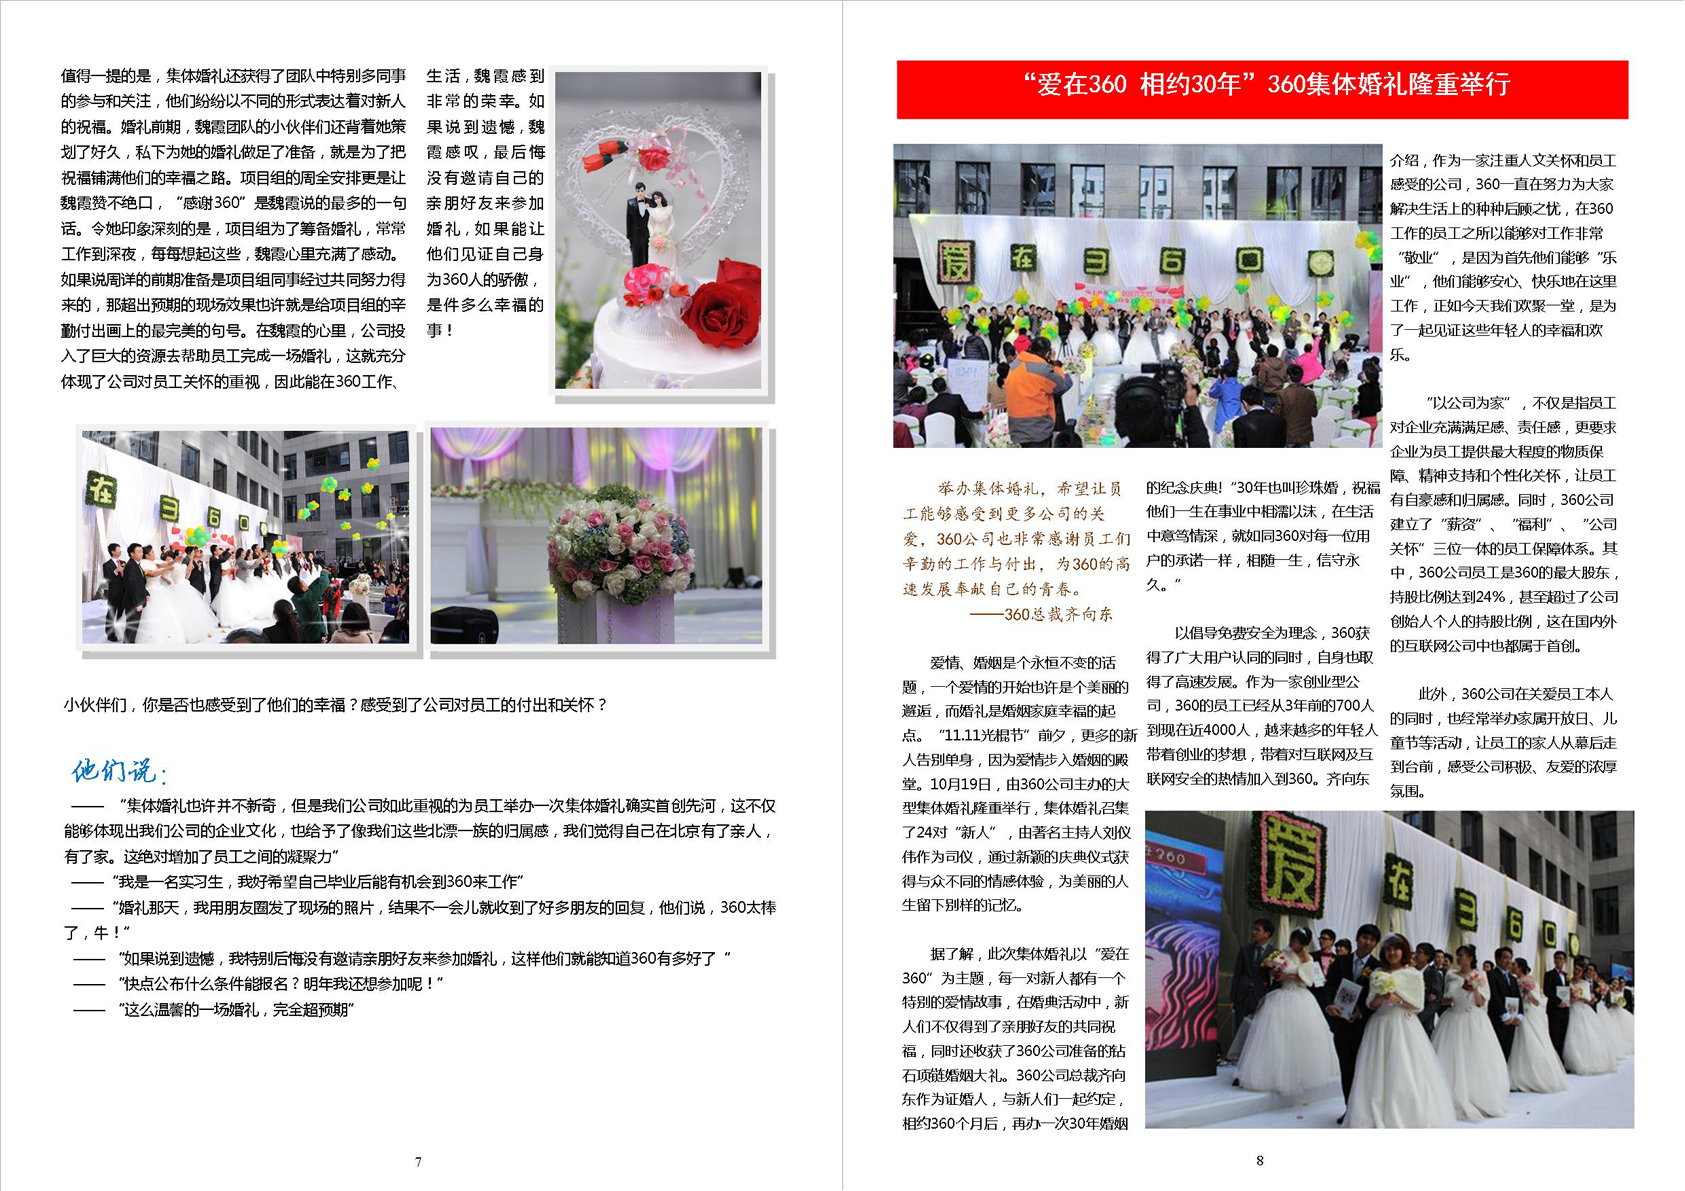 值得一提的是，集体婚礼还获得了团队中特别多同事
的参与和关注，他们纷纷以不同的形式表达着对新人
的祝福。婚礼前期，魏霞团队的小伙伴们还背着她策
划了好久，私下为她的婚礼做足了准备，就是为了把
祝福铺满他们的幸福之路。项目组的周全安排更是让
魏霞赞不绝口，“感谢360”是魏霞说的最多的一句
话。令她印象深刻的是，项目组为了筹备婚礼，常常
工作到深夜，每每想起这些，魏霞心里充满了感动。
如果说周详的前期准备是项目组同事经过共同努力得
来的，那超出预期的现场效果也许就是给项目组的辛
勤付出画上的最完美的句号。在魏霞的心里，公司投
入了巨大的资源去帮助员工完成一场婚礼，这就充分
体现了公司对员工关怀的重视，因此能在360工作、
生活，魏霞感到
非常的荣幸。如
果说到遗憾，魏
霞感叹，最后悔
没有邀请自己的
亲朋好友来参加
婚礼，如果能让
他们见证自己身
为360人的骄傲，
是件多么幸福的
事！
在 3 6 0
小伙伴们，你是否也感受到了他们的幸福？感受到了公司对员工的付出和关怀？
他们说：
—— “集体婚礼也许并不新奇，但是我们公司如此重视的为员工举办一次集体婚礼确实首创先河，这不仅
能够体现出我们公司的企业文化，也给予了像我们这些北漂一族的归属感，我们觉得自己在北京有了亲人，
有了家。这绝对增加了员工之间的凝聚力”
——“我是一名实习生，我好希望自己毕业后能有机会到360来工作”
——“婚礼那天，我用朋友圈发了现场的照片，结果不一会儿就收到了好多朋友的回复，他们说，360太棒
了，牛！”
—— “如果说到遗憾，我特别后悔没有邀请亲朋好友来参加婚礼，这样他们就能知道360有多好了 “
—— “快点公布什么条件能报名？明年我还想参加呢！”
—— “这么温馨的一场婚礼，完全超预期”
7
“爱在360 相约30年”360集体婚礼隆重举行
爱 在 3 6 0
举办集体婚礼，希望让员
工能够感受到更多公司的关
爱，360公司也非常感谢员工们
辛勤的工作与付出，为360的高
速发展奉献自己的青春。
——360总裁齐向东
爱情、婚姻是个永恒不变的话
题，一个爱情的开始也许是个美丽的
邂逅，而婚礼是婚姻家庭幸福的起
点。“11.11光棍节”前夕，更多的新
人告别单身，因为爱情步入婚姻的殿
堂。10月19日，由360公司主办的大
型集体婚礼隆重举行，集体婚礼召集
了24对“新人”，由著名主持人刘仪
伟作为司仪，通过新颖的庆典仪式获
得与众不同的情感体验，为美丽的人
生留下别样的记忆。
据了解，此次集体婚礼以“爱在
360”为主题，每一对新人都有一个
特别的爱情故事，在婚典活动中，新
人们不仅得到了亲朋好友的共同祝
福，同时还收获了360公司准备的钻
石项链婚姻大礼。360公司总裁齐向
东作为证婚人，与新人们一起约定，
相约360个月后，再办一次30年婚姻
的纪念庆典！”30年也叫珍珠婚，祝福
他们一生在事业中相濡以沫，在生活
中意笃情深，就如同360对每一位用
户的承诺一样，相随一生，信守永
久。“
以倡导免费安全为理念，360获
得了广大用户认同的同时，自身也取
得了高速发展。作为一家创业型公
司，360的员工已经从3年前的700人
到现在近4000人，越来越多的年轻人
带着创业的梦想，带着对互联网及互
联网安全的热情加入到360。齐向东
介绍，作为一家注重人文关怀和员工
感受的公司，360一直在努力为大家
解决生活上的种种后顾之忧，在360
工作的员工之所以能够对工作非常
“敬业”，是因为首先他们能够“乐
业”，他们能够安心、快乐地在这里
工作，正如今天我们欢聚一堂，是为
了一起见证这些年轻人的幸福和欢
乐。
“以公司为家”，不仅是指员工
对企业充满满足感、责任感，更要求
企业为员工提供最大程度的物质保
障、精神支持和个性化关怀，让员工
有自豪感和归属感。同时，360公司
建立了“薪资”、“福利”、“公司
关怀”三位一体的员工保障体系。其
中，360公司员工是360的最大股东，
持股比例达到24%，甚至超过了公司
创始人个人的持股比例，这在国内外
的互联网公司中也都属于首创。
此外，360公司在关爱员工本人
的同时，也经常举办家属开放日、儿
童节等活动，让员工的家人从幕后走
到台前，感受公司积极、友爱的浓厚
氛围。
爱 在 3 6 0
8